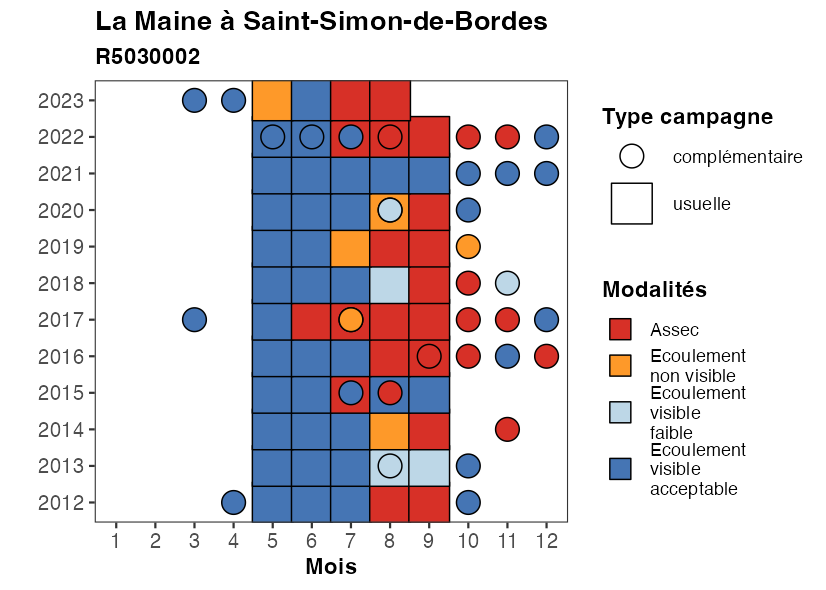 La Maine à Saint-Simon-de-Bordes
R5030002
2023
2022
2021
2020
2019
2018
2017
2016
2015
2014
2013
2012
1 2 3 4 5 6 7 8 9 10 11 12
Mois
Type campagne
complémentaire
usuelle
Modalités
Assec
Ecoulement
non visible
Ecoulement
visible
faible
Ecoulement
visible
acceptable